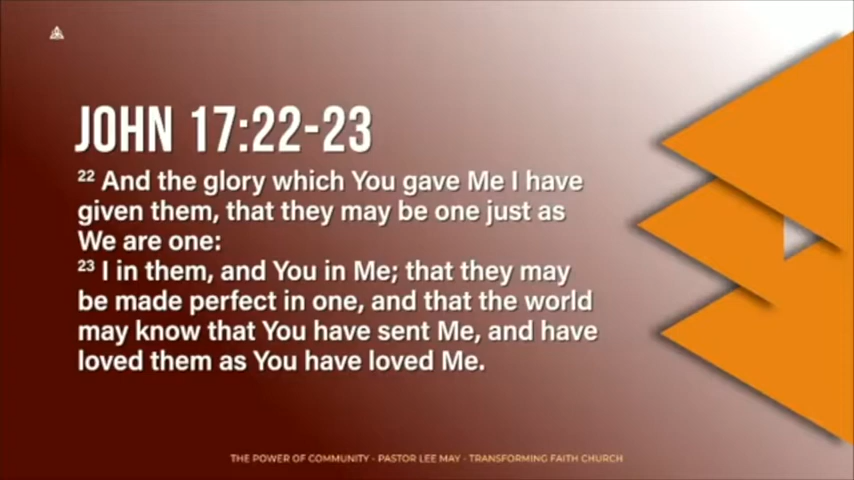 JOHN 17:22-23
²² And the glory which You gave Me I have
given them, that they may be one just as
We are one:
²³ I in them, and You in Me; that they may
be made perfect in one, and that the world
may know that You have sent Me, and have
loved them as You have loved Me.
THE POWER OF COMMUNITY - PASTOR LEE MAY - TRANSFORMING FAITH CHURCH